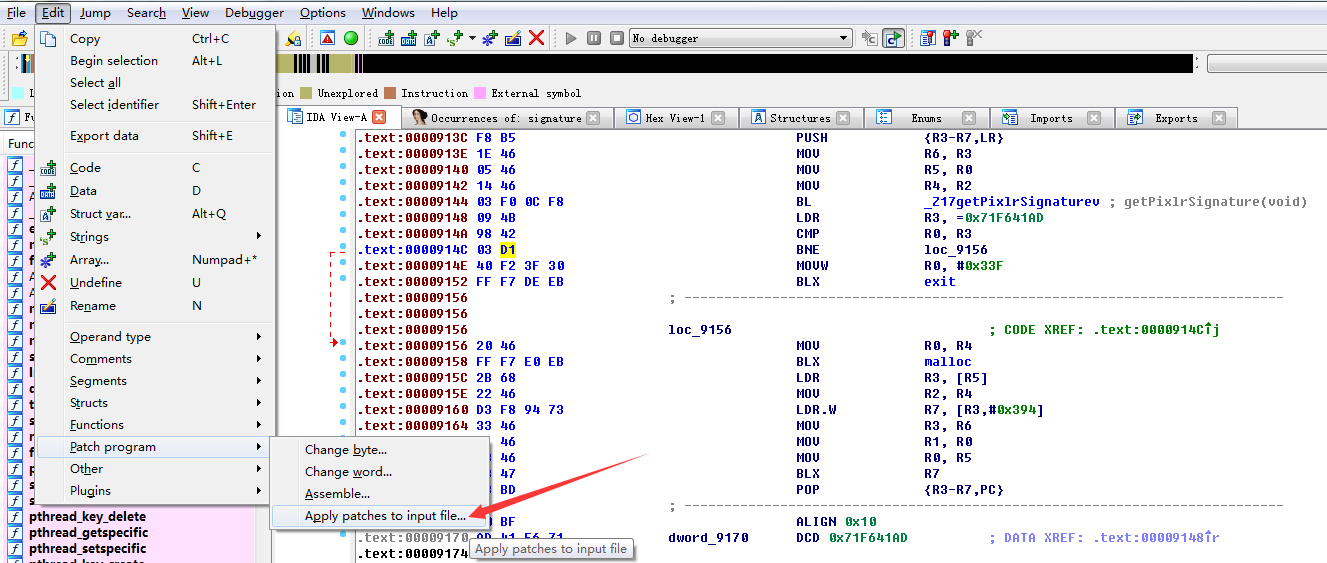 File Edit Jump Search View Debugger Options Windows Help
No debugger
Unexplored Instruction External symbol
IDA View-A Occurrences of: signature Hex View-1 Structures Enums Imports Exports
Copy Ctrl+C
Begin selection Alt+L
Select all
Select identifier Shift+Enter
Export data Shift+E
Code C
Data D
Struct var... Alt+Q
Strings
Array... Numpad+*
Undefine U
Rename N
Operand type
Comments
Segments
Structs
Functions
Patch program
Other
Plugins
Change byte...
Change word...
Assemble...
Apply patches to input file...
Apply patches to input file
pthread_key_delete
pthread_getspecific
pthread_setspecific
.text:0000913C F8 B5 PUSH {R3-R7,LR}
.text:0000913E 1E 46 MOV R6, R3
.text:00009140 05 46 MOV R5, R0
.text:00009142 14 46 MOV R4, R2
.text:00009144 03 F0 0C F8 BL _Z17getPixlrSignaturev ; getPixlrSignature(void)
.text:00009148 09 4B LDR R3, =0x71F641AD
.text:0000914A 98 42 CMP R0, R3
.text:0000914C 03 D1 BNE loc_9156
.text:0000914E 40 F2 3F 30 MOVW R0, #0x33F
.text:00009152 FF F7 DE EB BLX exit
.text:00009156 ; ---------------------------------------------------------------------------
.text:00009156
.text:00009156 loc_9156 ; CODE XREF: .text:0000914C↑j
.text:00009156 20 46 MOV R0, R4
.text:00009158 FF F7 E0 EB BLX malloc
.text:0000915C 2B 68 LDR R3, [R5]
.text:0000915E 22 46 MOV R2, R4
.text:00009160 D3 F8 94 73 LDR.W R7, [R3,#0x394]
.text:00009164 33 46 MOV R3, R6
46 MOV R1, R0
46 MOV R0, R5
47 BLX R7
BD POP {R3-R7,PC}
; ---------------------------------------------------------------------------
BF ALIGN 0x10
.text:00009170 AD 41 F6 71 dword_9170 DCD 0x71F641AD ; DATA XREF: .text:00009148↑r
.text:00009174